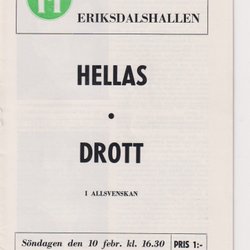 H
ERIKSDALSHALLEN
HELLAS
•
DROTT
I ALLSVENSKAN
Söndagen den 10 febr. kl. 16.30 PRIS 1:-